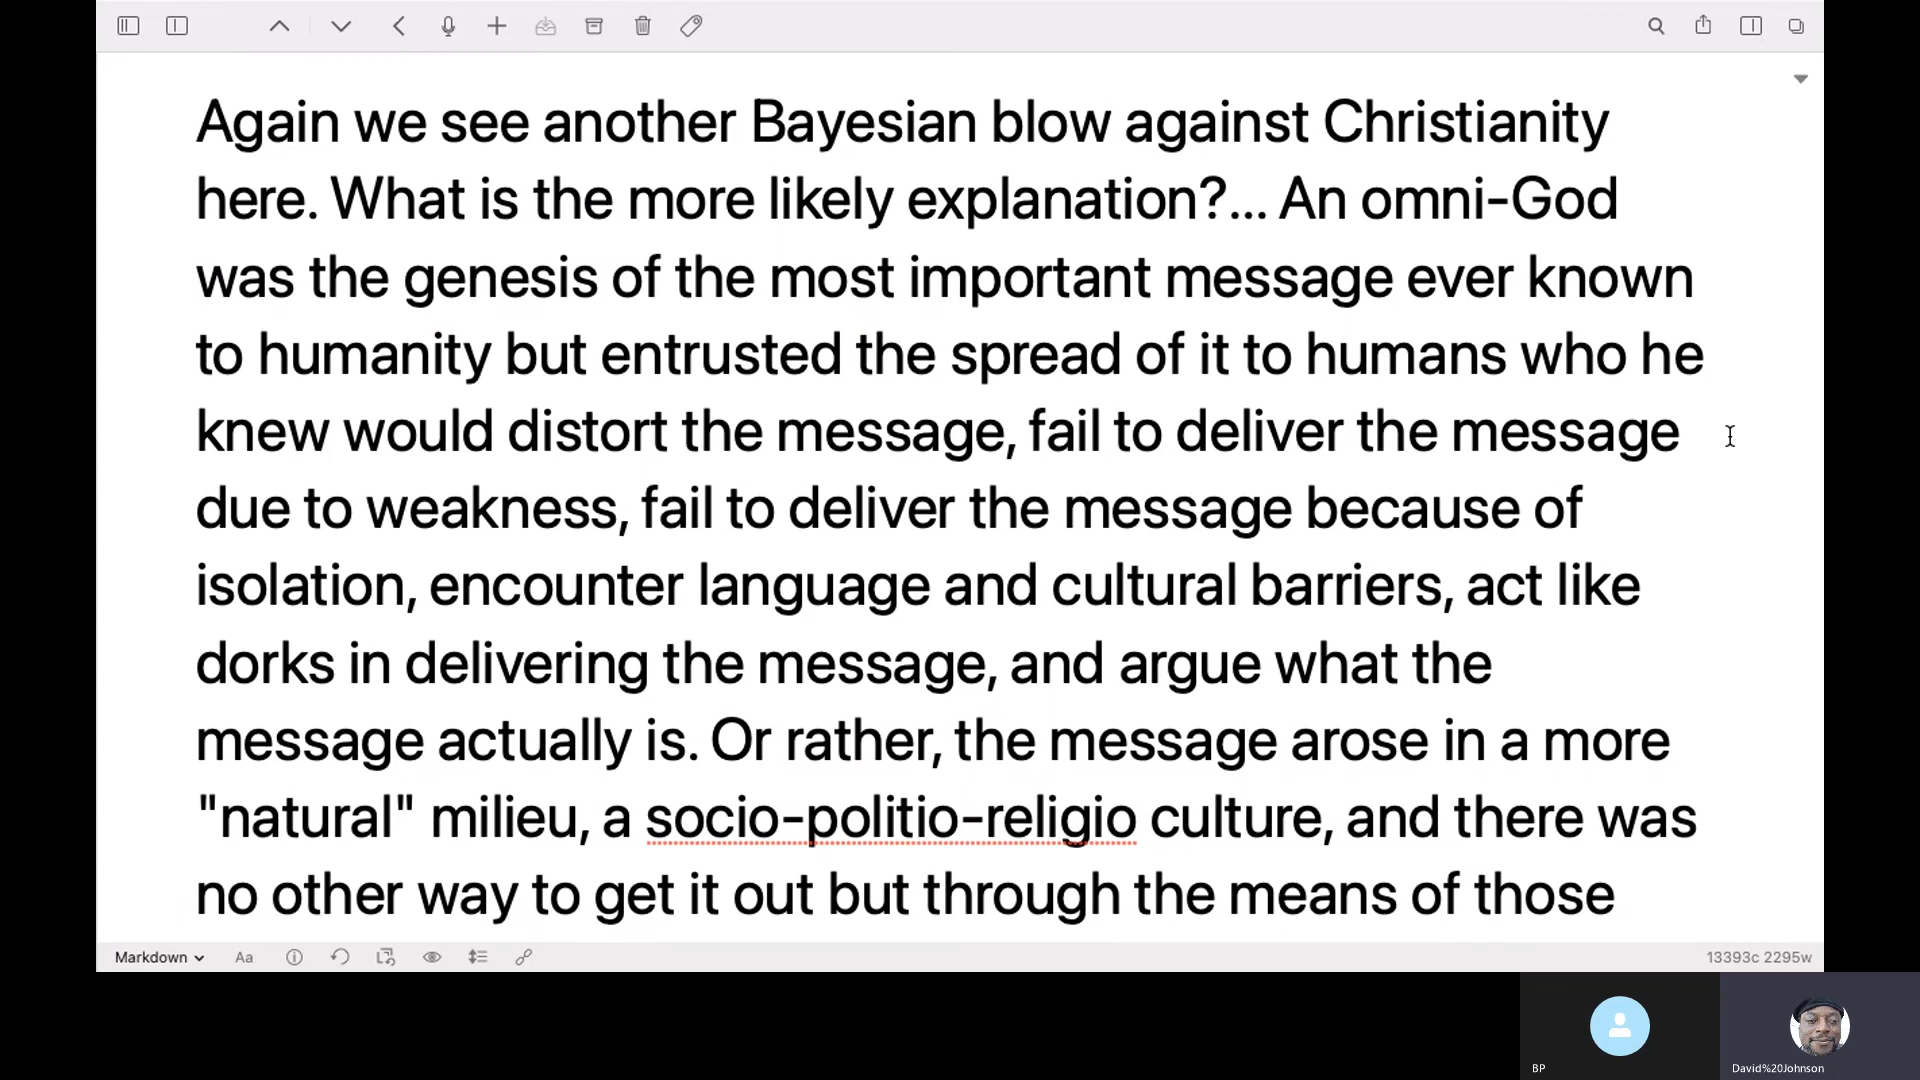 Again we see another Bayesian blow against Christianity
here. What is the more likely explanation?... An omni-God
was the genesis of the most important message ever known
to humanity but entrusted the spread of it to humans who he
knew would distort the message, fail to deliver the message
due to weakness, fail to deliver the message because of
isolation, encounter language and cultural barriers, act like
dorks in delivering the message, and argue what the
message actually is. Or rather, the message arose in a more
"natural" milieu, a socio-politio-religio culture, and there was
no other way to get it out but through the means of those
Markdown Aa 13393c 2295w
BP David%20Johnson